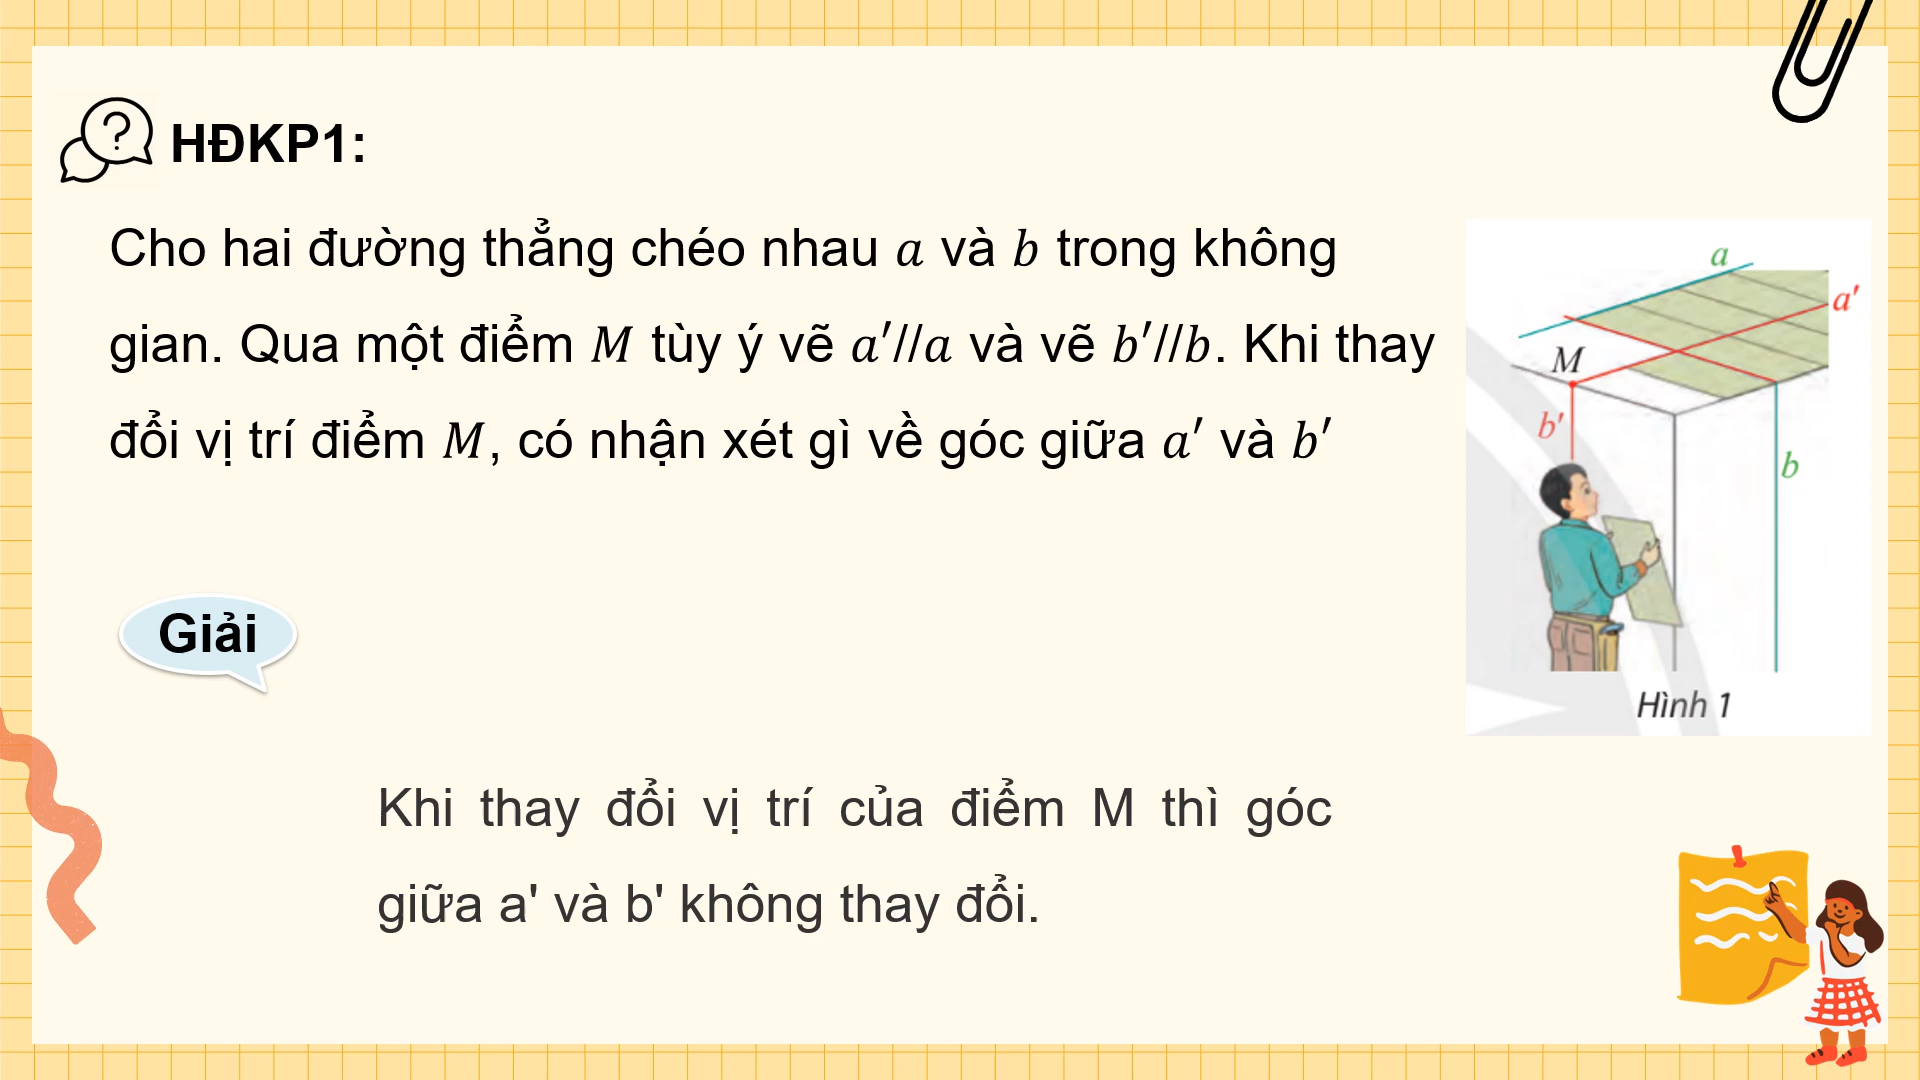 HĐKP1:
Cho hai đường thẳng chéo nhau 𝑎 và 𝑏 trong không
gian. Qua một điểm 𝑀 tùy ý vẽ 𝑎′//𝑎 và vẽ 𝑏′//𝑏. Khi thay
đổi vị trí điểm 𝑀, có nhận xét gì về góc giữa 𝑎′ và 𝑏′
a
a'
M
b'
b
Hình 1
Giải
Khi thay đổi vị trí của điểm M thì góc
giữa a' và b' không thay đổi.